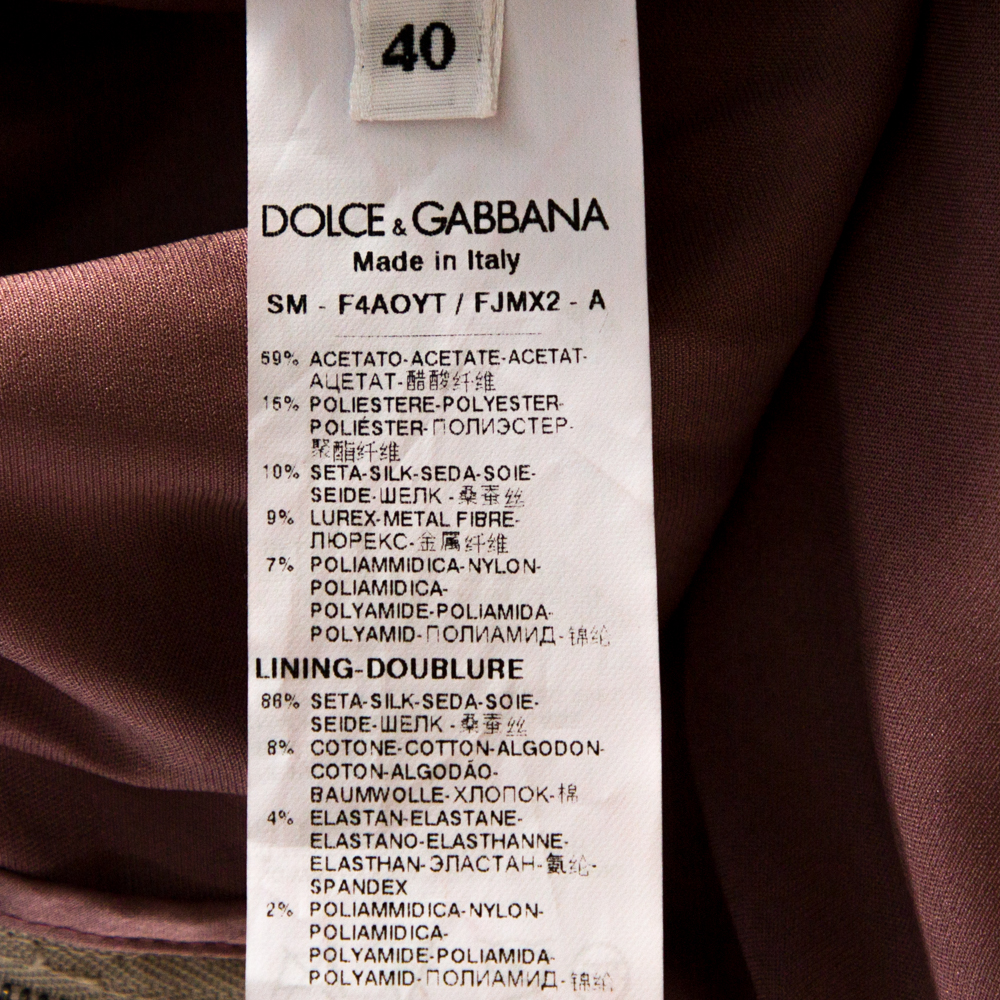 40
DOLCE & GABBANA
Made in Italy
SM - F4AOYT / FJMX2 - A
59% ACETATO-ACETATE-ACETAT-
АЦЕТАТ-醋酸纤维
15% POLIESTERE-POLYESTER-
POLIÉSTER-ПОЛИЭСТЕР-
聚酯纤维
10% SETA-SILK-SEDA-SOIE-
SEIDE-ШЕЛК-桑蚕丝
9% LUREX-METAL FIBRE-
ЛЮРЕКС-金属纤维
7% POLIAMMIDICA-NYLON-
POLIAMIDICA-
POLYAMIDE-POLIAMIDA-
POLYAMID-ПОЛИАМИД-锦纶
LINING-DOUBLURE
86% SETA-SILK-SEDA-SOIE-
SEIDE-ШЕЛК-桑蚕丝
8% COTONE-COTTON-ALGODON-
COTON-ALGODÃO-
BAUMWOLLE-ХЛОПОК-棉
4% ELASTAN-ELASTANE-
ELASTANO-ELASTHANNE-
ELASTHAN-ЭЛАСТАН-氨纶-
SPANDEX
2% POLIAMMIDICA-NYLON-
POLIAMIDICA-
POLYAMIDE-POLIAMIDA-
POLYAMID-ПОЛИАМИД-锦纶